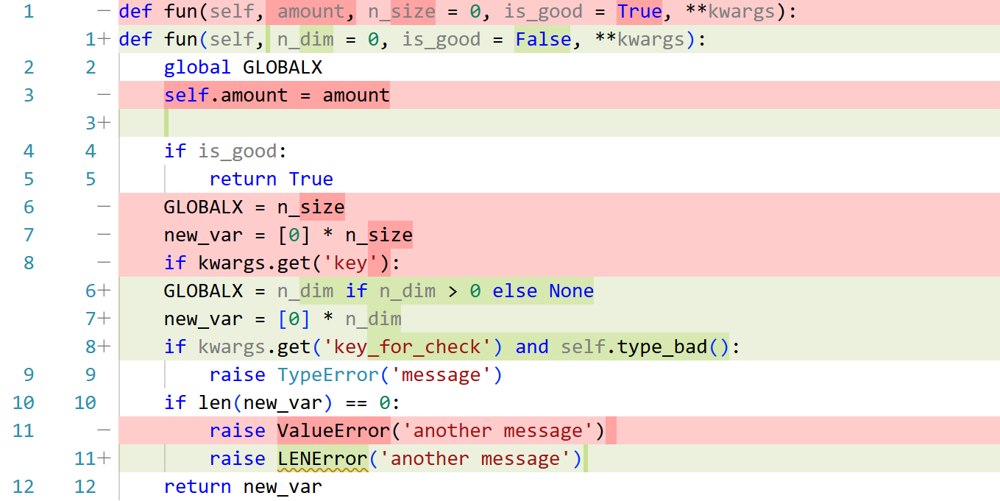 1 − def fun(self, amount, n_size = 0, is_good = True, **kwargs):
1+ def fun(self, n_dim = 0, is_good = False, **kwargs):
2 2 global GLOBALX
3 − self.amount = amount
3+
4 4 if is_good:
5 5 return True
6 − GLOBALX = n_size
7 − new_var = [0] * n_size
8 − if kwargs.get('key'):
6+ GLOBALX = n_dim if n_dim > 0 else None
7+ new_var = [0] * n_dim
8+ if kwargs.get('key_for_check') and self.type_bad():
9 9 raise TypeError('message')
10 10 if len(new_var) == 0:
11 − raise ValueError('another message')
11+ raise LENError('another message')
12 12 return new_var